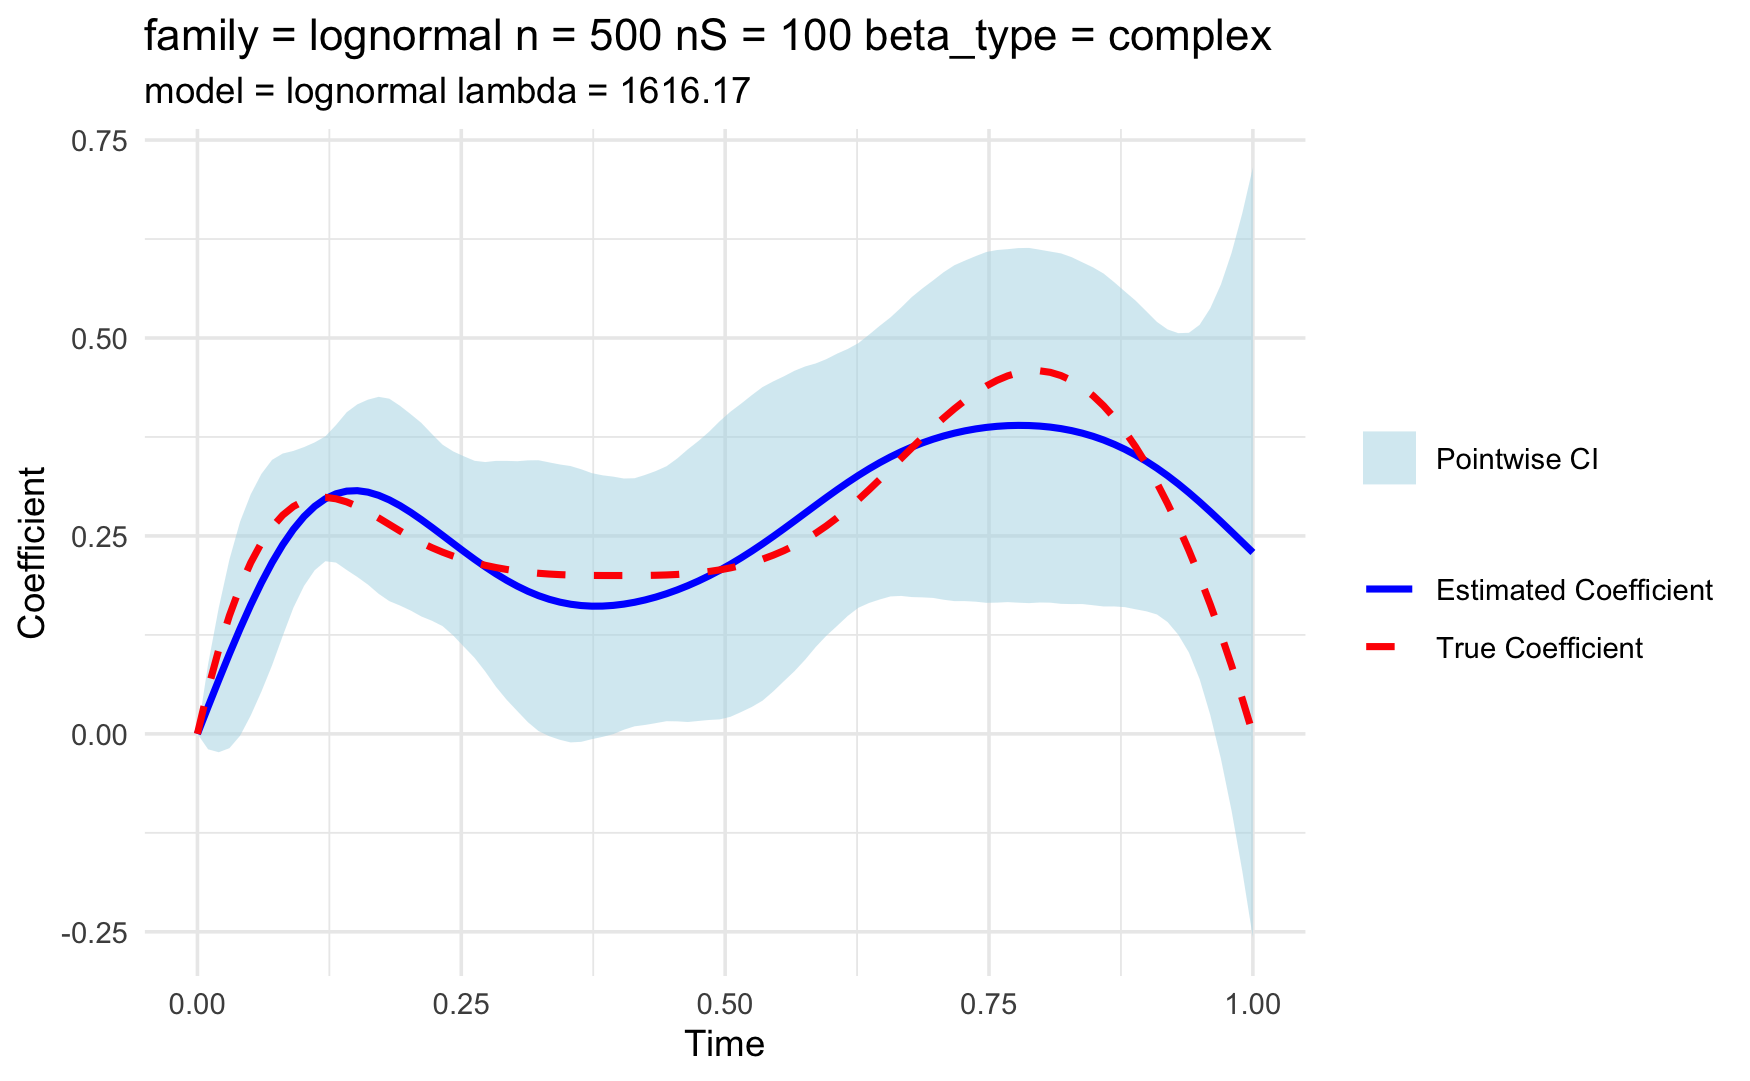 family = lognormal n = 500 nS = 100 beta_type = complex
model = lognormal lambda = 1616.17
0.75
0.50
0.25
0.00
-0.25
Coefficient
0.00 0.25 0.50 0.75 1.00
Time
Pointwise CI
Estimated Coefficient
True Coefficient